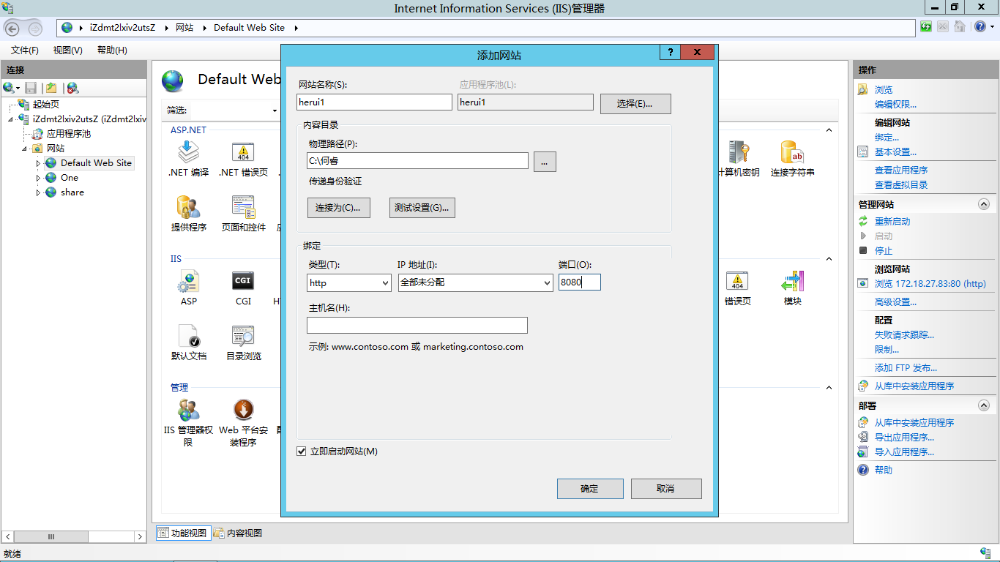 Internet Information Services (IIS)管理器
iZdmt2lxiv2utsZ 网站 Default Web Site
文件(F) 视图(V) 帮助(H)
连接
起始页
iZdmt2lxiv2utsZ (iZdmt2lxiv
应用程序池
网站
Default Web Site
One
share
Default Web
筛选:
ASP.NET
.NET 编译
.NET 错误页
提供程序
页面和控件
计算机密钥
连接字符串
IIS
ASP
CGI
CGI
默认文档
目录浏览
错误页
模块
管理
IIS 管理器权
限
Web 平台安
装程序
功能视图
内容视图
就绪
添加网站
?
网站名称(S):
应用程序池(L):
herui1
herui1
选择(E)...
内容目录
物理路径(P):
C:\何睿
...
传递身份验证
连接为(C)...
测试设置(G)...
绑定
类型(T):
IP 地址(I):
端口(O):
http
全部未分配
8080
主机名(H):
示例: www.contoso.com 或 marketing.contoso.com
立即启动网站(M)
确定
取消
操作
浏览
编辑权限...
编辑网站
绑定...
基本设置...
查看应用程序
查看虚拟目录
管理网站
重新启动
启动
停止
浏览网站
浏览 172.18.27.83:80 (http)
高级设置...
配置
失败请求跟踪...
限制...
添加 FTP 发布...
从库中安装应用程序
部署
从库中安装应用程序
导出应用程序...
导入应用程序...
帮助